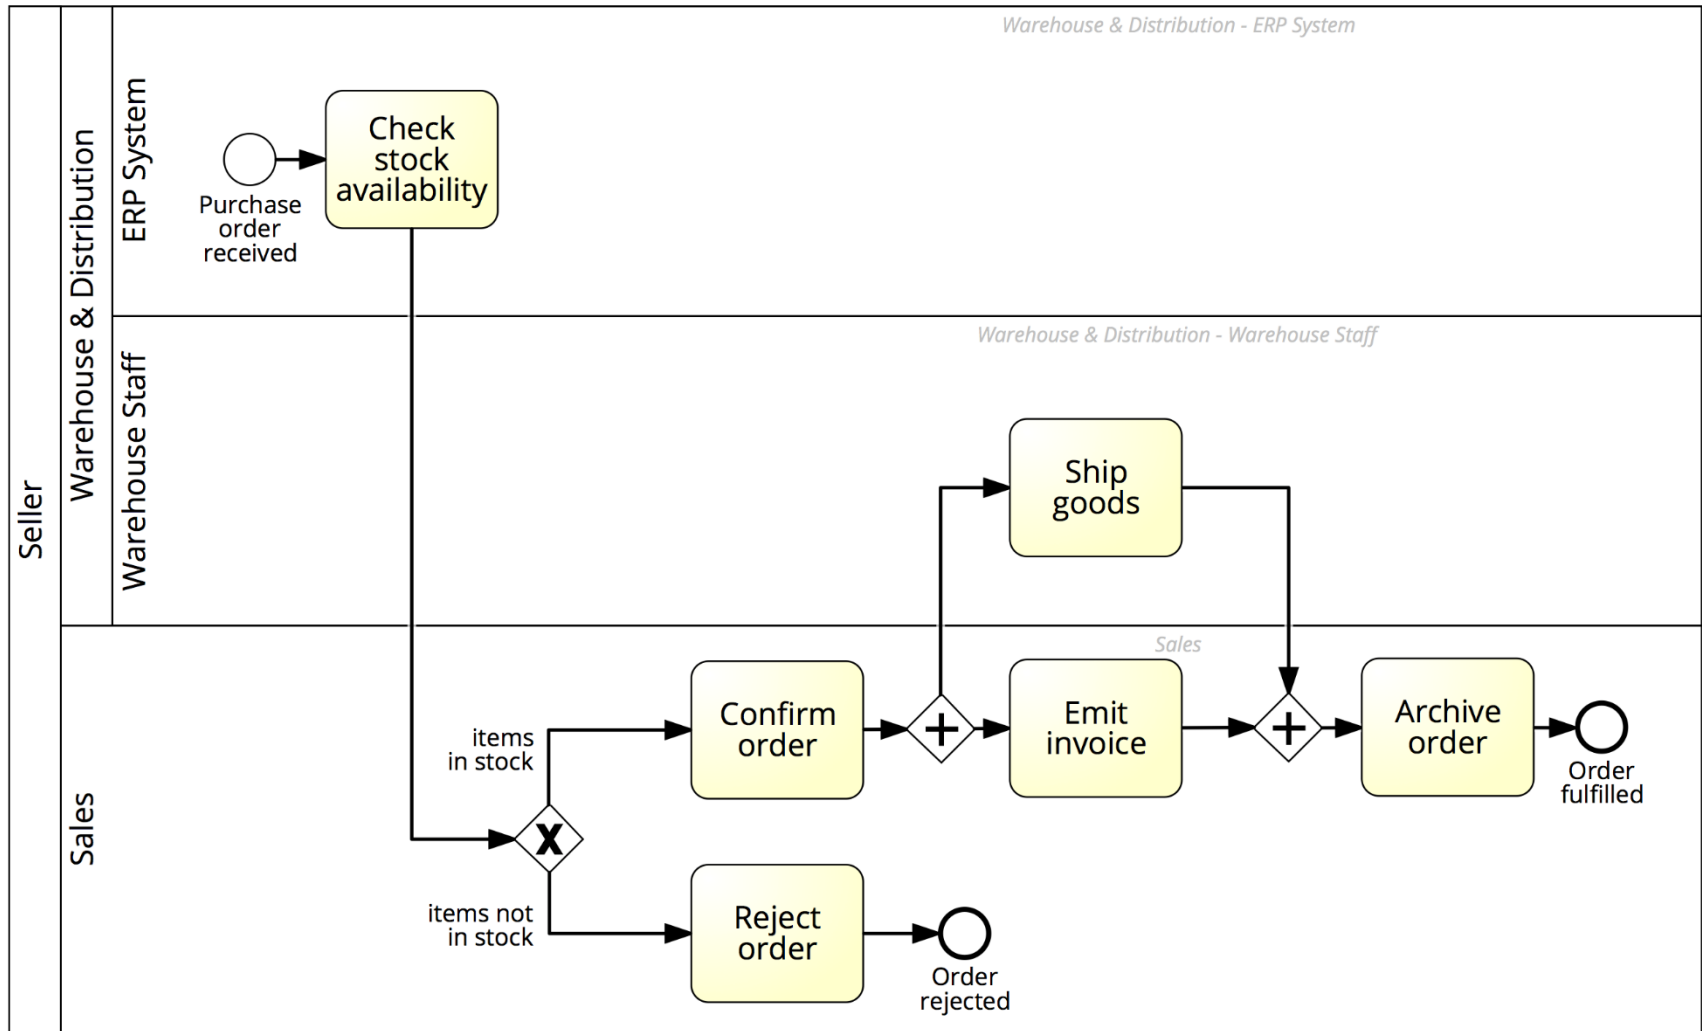 Seller
Warehouse & Distribution
ERP System
Warehouse & Distribution - ERP System
Purchase
order
received
Check
stock
availability
Warehouse Staff
Warehouse & Distribution - Warehouse Staff
Ship
goods
Sales
Sales
items
in stock
X
items not
in stock
Confirm
order
+
Emit
invoice
+
Archive
order
Order
fulfilled
Reject
order
Order
rejected